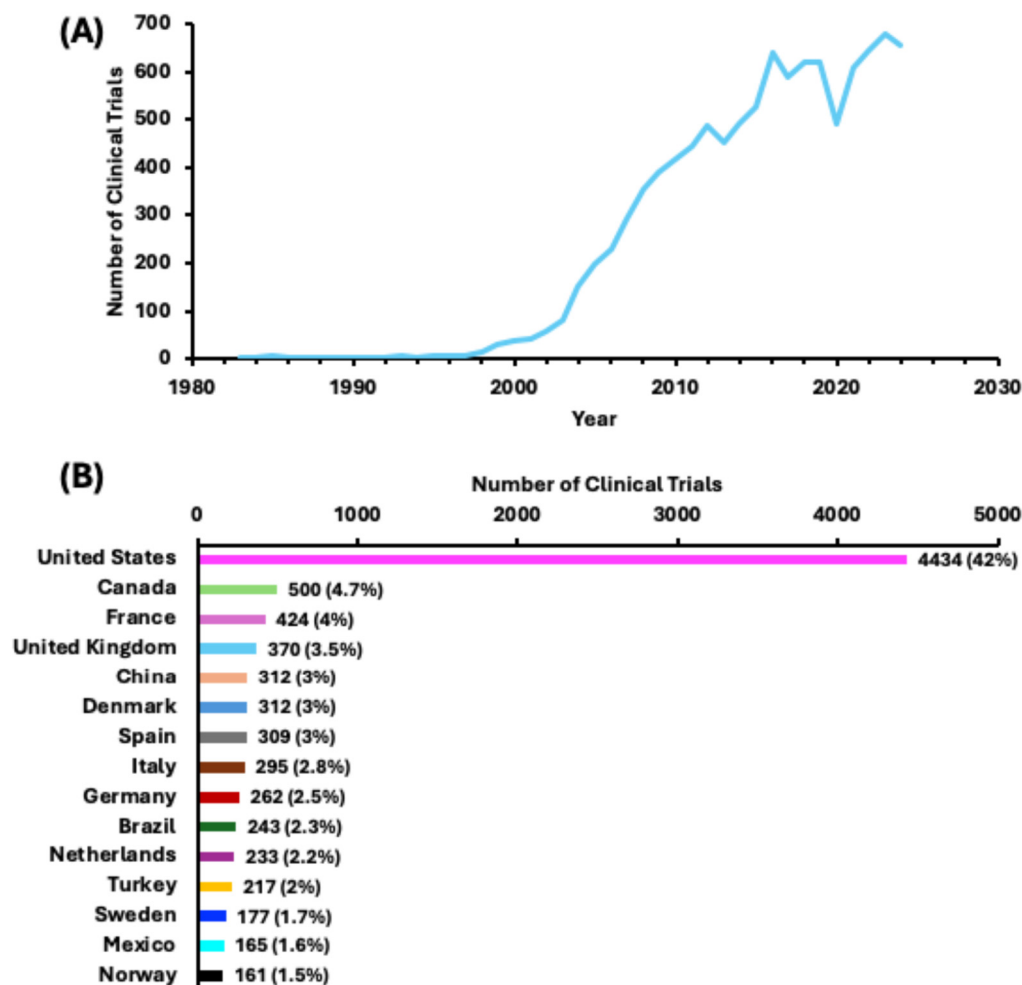 (A)
Number of Clinical Trials
700
600
500
400
300
200
100
0
1980 1990 2000 2010 2020 2030
Year
(B)
Number of Clinical Trials
0 1000 2000 3000 4000 5000
United States 4434 (42%)
Canada 500 (4.7%)
France 424 (4%)
United Kingdom 370 (3.5%)
China 312 (3%)
Denmark 312 (3%)
Spain 309 (3%)
Italy 295 (2.8%)
Germany 262 (2.5%)
Brazil 243 (2.3%)
Netherlands 233 (2.2%)
Turkey 217 (2%)
Sweden 177 (1.7%)
Mexico 165 (1.6%)
Norway 161 (1.5%)